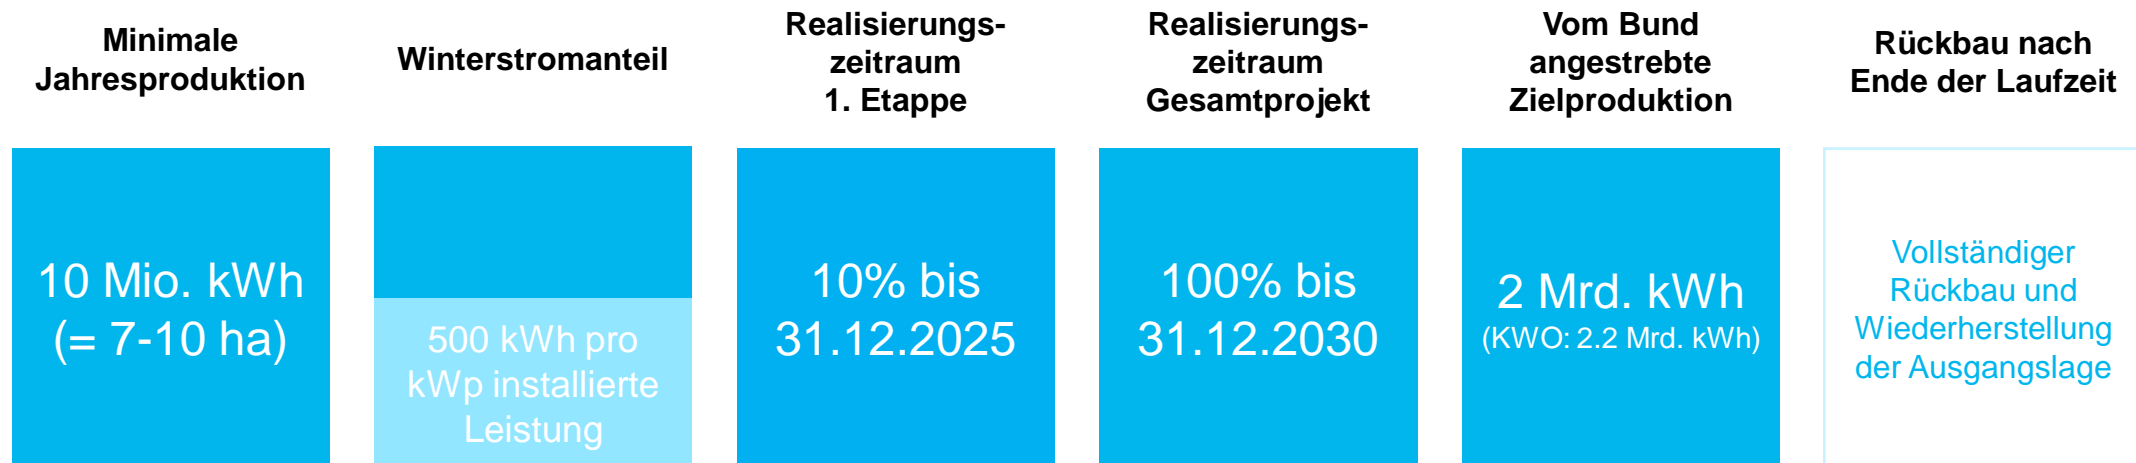 Minimale
Jahresproduktion
10 Mio. kWh
(= 7-10 ha)
Winterstromanteil
500 kWh pro
kWp installierte
Leistung
Realisierungs-
zeitraum
1. Etappe
10% bis
31.12.2025
Realisierungs-
zeitraum
Gesamtprojekt
100% bis
31.12.2030
Vom Bund
angestrebte
Zielproduktion
2 Mrd. kWh
(KWO: 2.2 Mrd. kWh)
Rückbau nach
Ende der Laufzeit
Vollständiger
Rückbau und
Wiederherstellung
der Ausgangslage